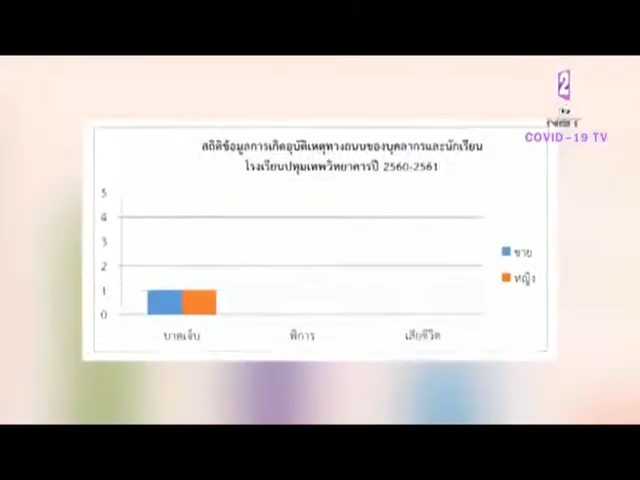 2
NET
COVID-19 TV
สถิติข้อมูลการเกิดอุบัติเหตุทางถนนของบุคลากรและนักเรียน
โรงเรียนปทุมเทพวิทยาคารปี 2560-2561
5
4
3
2
1
0
บาดเจ็บ พิการ เสียชีวิต
ชาย
หญิง